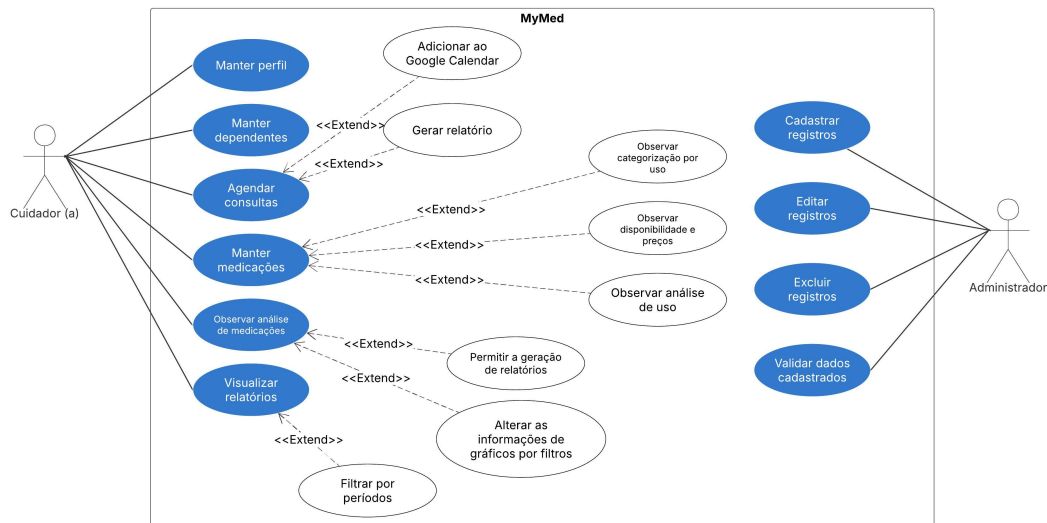 MyMed
Adicionar ao
Google Calendar
Manter perfil
Manter
dependentes
<<Extend>>
Gerar relatório
Cadastrar
registros
Cuidador (a)
<<Extend>>
Observar
categorização por
uso
Agendar
consultas
<<Extend>>
Editar
registros
Observar
disponibilidade e
preços
Manter
medicações
<<Extend>>
<<Extend>>
Excluir
registros
Administrador
Observar análise
de uso
Observar análise
de medicações
<<Extend>>
Permitir a geração
de relatórios
Validar dados
cadastrados
<<Extend>>
Visualizar
relatórios
Alterar as
informações de
gráficos por filtros
<<Extend>>
Filtrar por
períodos